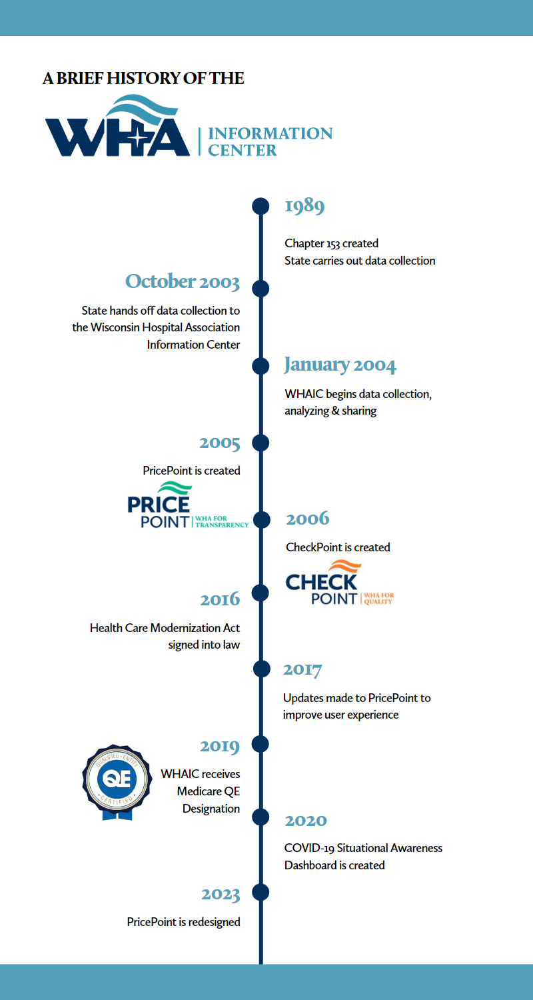 A BRIEF HISTORY OF THE
WHA
INFORMATION
CENTER
1989
Chapter 153 created
State carries out data collection
October 2003
State hands off data collection to
the Wisconsin Hospital Association
Information Center
January 2004
WHAIC begins data collection,
analyzing & sharing
2005
PricePoint is created
PRICE
POINT
WHA FOR
TRANSPARENCY
2006
CheckPoint is created
CHECK
POINT
WHA FOR
QUALITY
2016
Health Care Modernization Act
signed into law
2017
Updates made to PricePoint to
improve user experience
2019
WHAIC receives
Medicare QE
Designation
QUALIFIED • ENTITY
QE
• CERTIFIED •
2020
COVID-19 Situational Awareness
Dashboard is created
2023
PricePoint is redesigned